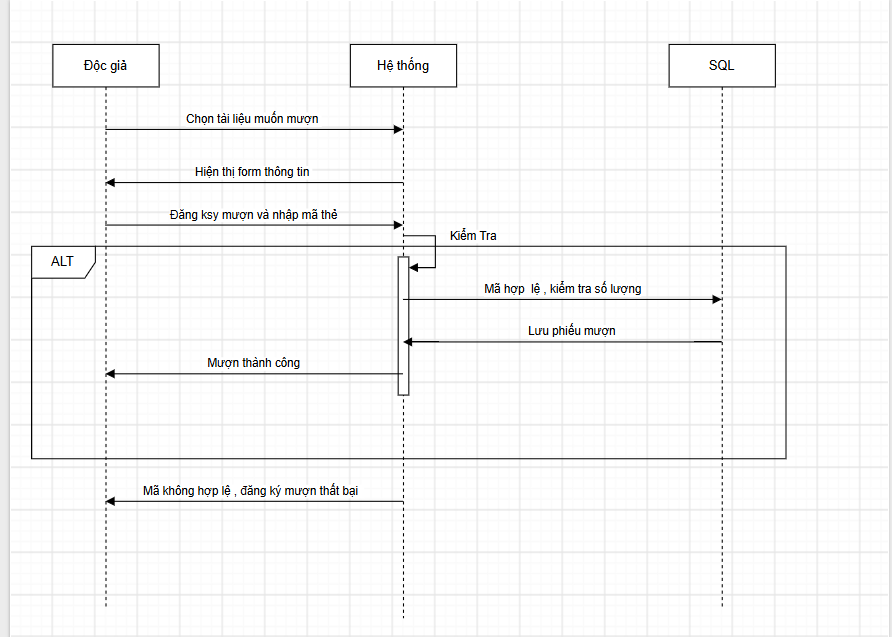 Độc giả
Hệ thống
SQL
Chọn tải liệu muốn mượn
Hiện thị form thông tin
Đăng ksy mượn và nhập mã thẻ
Kiểm Tra
ALT
Mã hợp lệ , kiểm tra số lượng
Lưu phiếu mượn
Mượn thành công
Mã không hợp lệ , đăng ký mượn thất bại